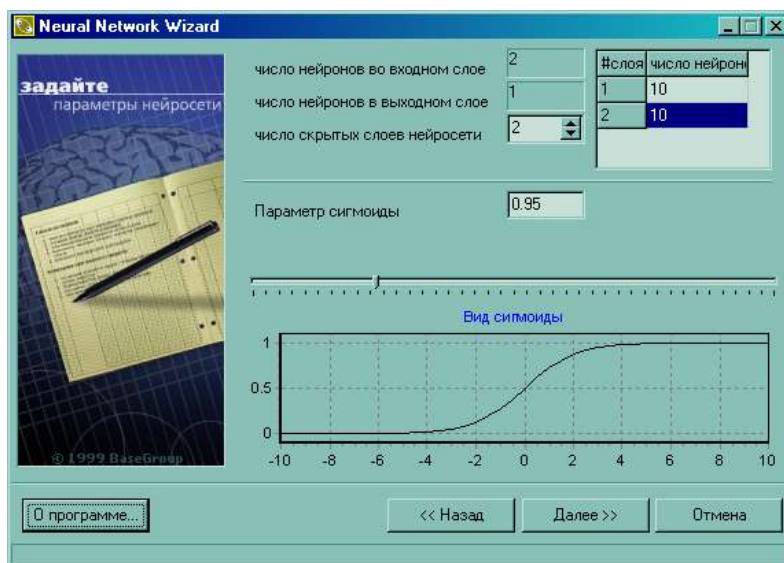 Neural Network Wizard
задайте
параметры нейросети
© 1999 BaseGroup
число нейронов во входном слое
2
число нейронов в выходном слое
1
число скрытых слоев нейросети
2
#слоя число нейрон
1 10
2 10
Параметр сигмоиды
0.95
Вид сигмоиды
1
0.5
0
-10 -8 -6 -4 -2 0 2 4 6 8 10
О программе...
<< Назад
Далее >>
Отмена